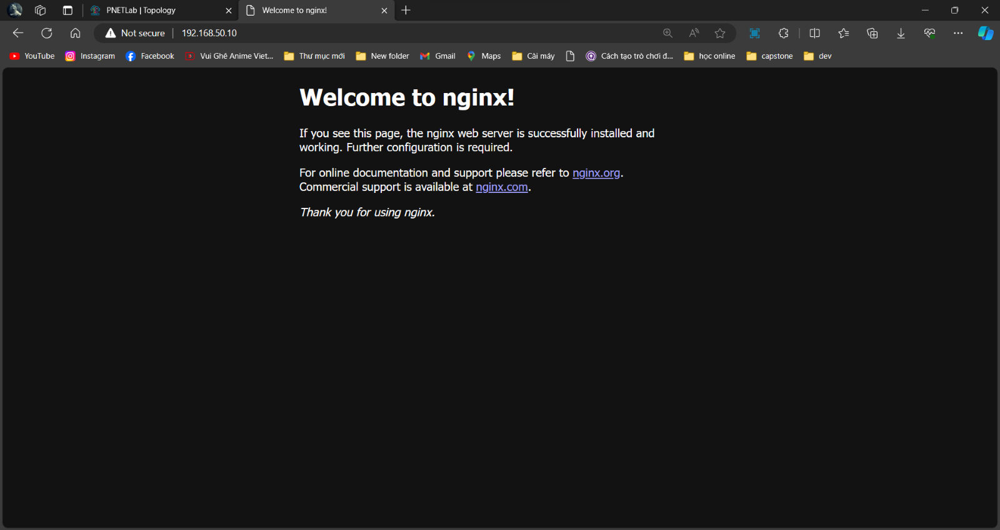 PNETLab | Topology
Welcome to nginx!
Not secure
192.168.50.10
YouTube
Instagram
Facebook
Vui Ghê Anime Viet...
Thư mục mới
New folder
Gmail
Maps
Cài máy
Cách tạo trò chơi đ...
học online
capstone
dev
Welcome to nginx!
If you see this page, the nginx web server is successfully installed and
working. Further configuration is required.
For online documentation and support please refer to nginx.org.
Commercial support is available at nginx.com.
Thank you for using nginx.